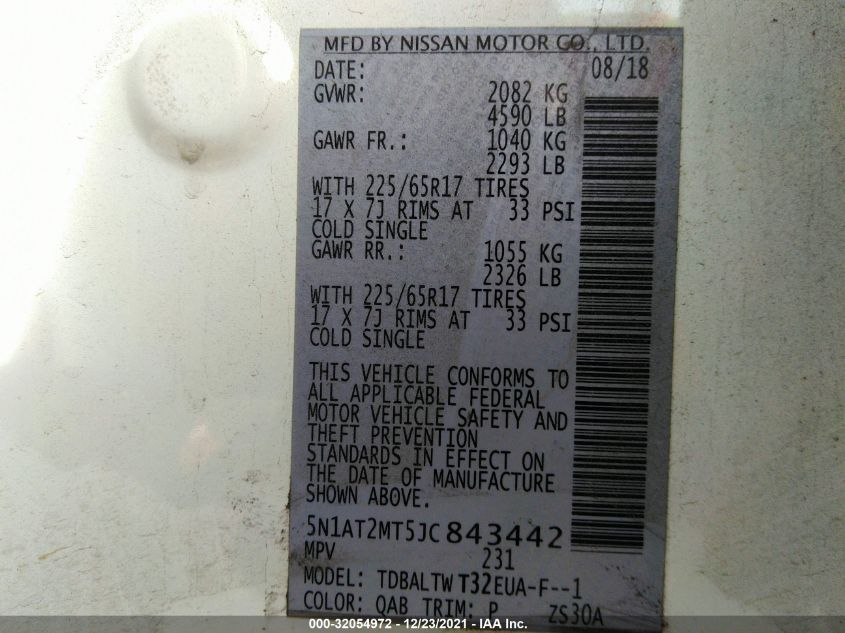 MFD BY NISSAN MOTOR CO., LTD.
DATE: 08/18
GVWR: 2082 KG
4590 LB
GAWR FR.: 1040 KG
2293 LB
WITH 225/65R17 TIRES
17 X 7J RIMS AT 33 PSI
COLD SINGLE
GAWR RR.: 1055 KG
2326 LB
WITH 225/65R17 TIRES
17 X 7J RIMS AT 33 PSI
COLD SINGLE
THIS VEHICLE CONFORMS TO
ALL APPLICABLE FEDERAL
MOTOR VEHICLE SAFETY AND
THEFT PREVENTION
STANDARDS IN EFFECT ON
THE DATE OF MANUFACTURE
SHOWN ABOVE.
5N1AT2MT5JC843442
MPV 231
MODEL: TDBALTW T32EUA-F--1
COLOR: QAB TRIM: P ZS30A
000-32054972 - 12/23/2021 - IAA Inc.